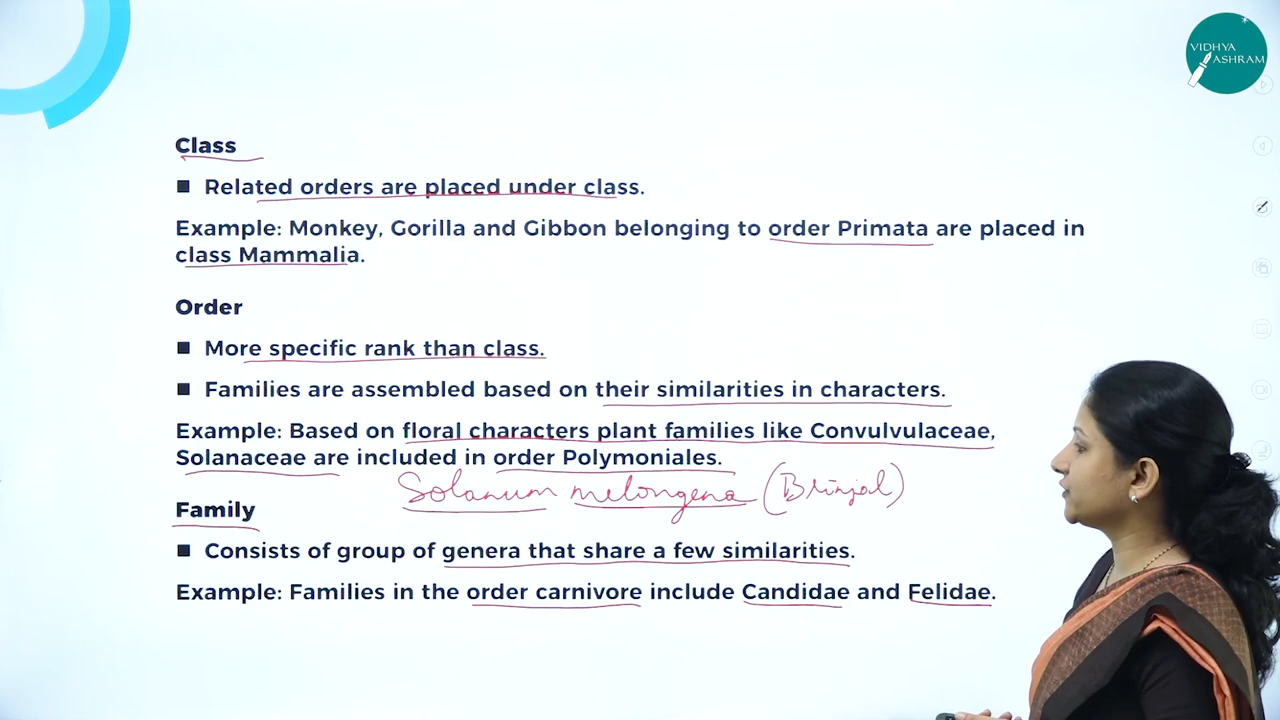 VIDHYA
ASHRAM
Class
■ Related orders are placed under class.
Example: Monkey, Gorilla and Gibbon belonging to order Primata are placed in
class Mammalia.
Order
■ More specific rank than class.
■ Families are assembled based on their similarities in characters.
Example: Based on floral characters plant families like Convulvulaceae,
Solanaceae are included in order Polymoniales.
Solanum melongena (Brinjal)
Family
■ Consists of group of genera that share a few similarities.
Example: Families in the order carnivore include Candidae and Felidae.